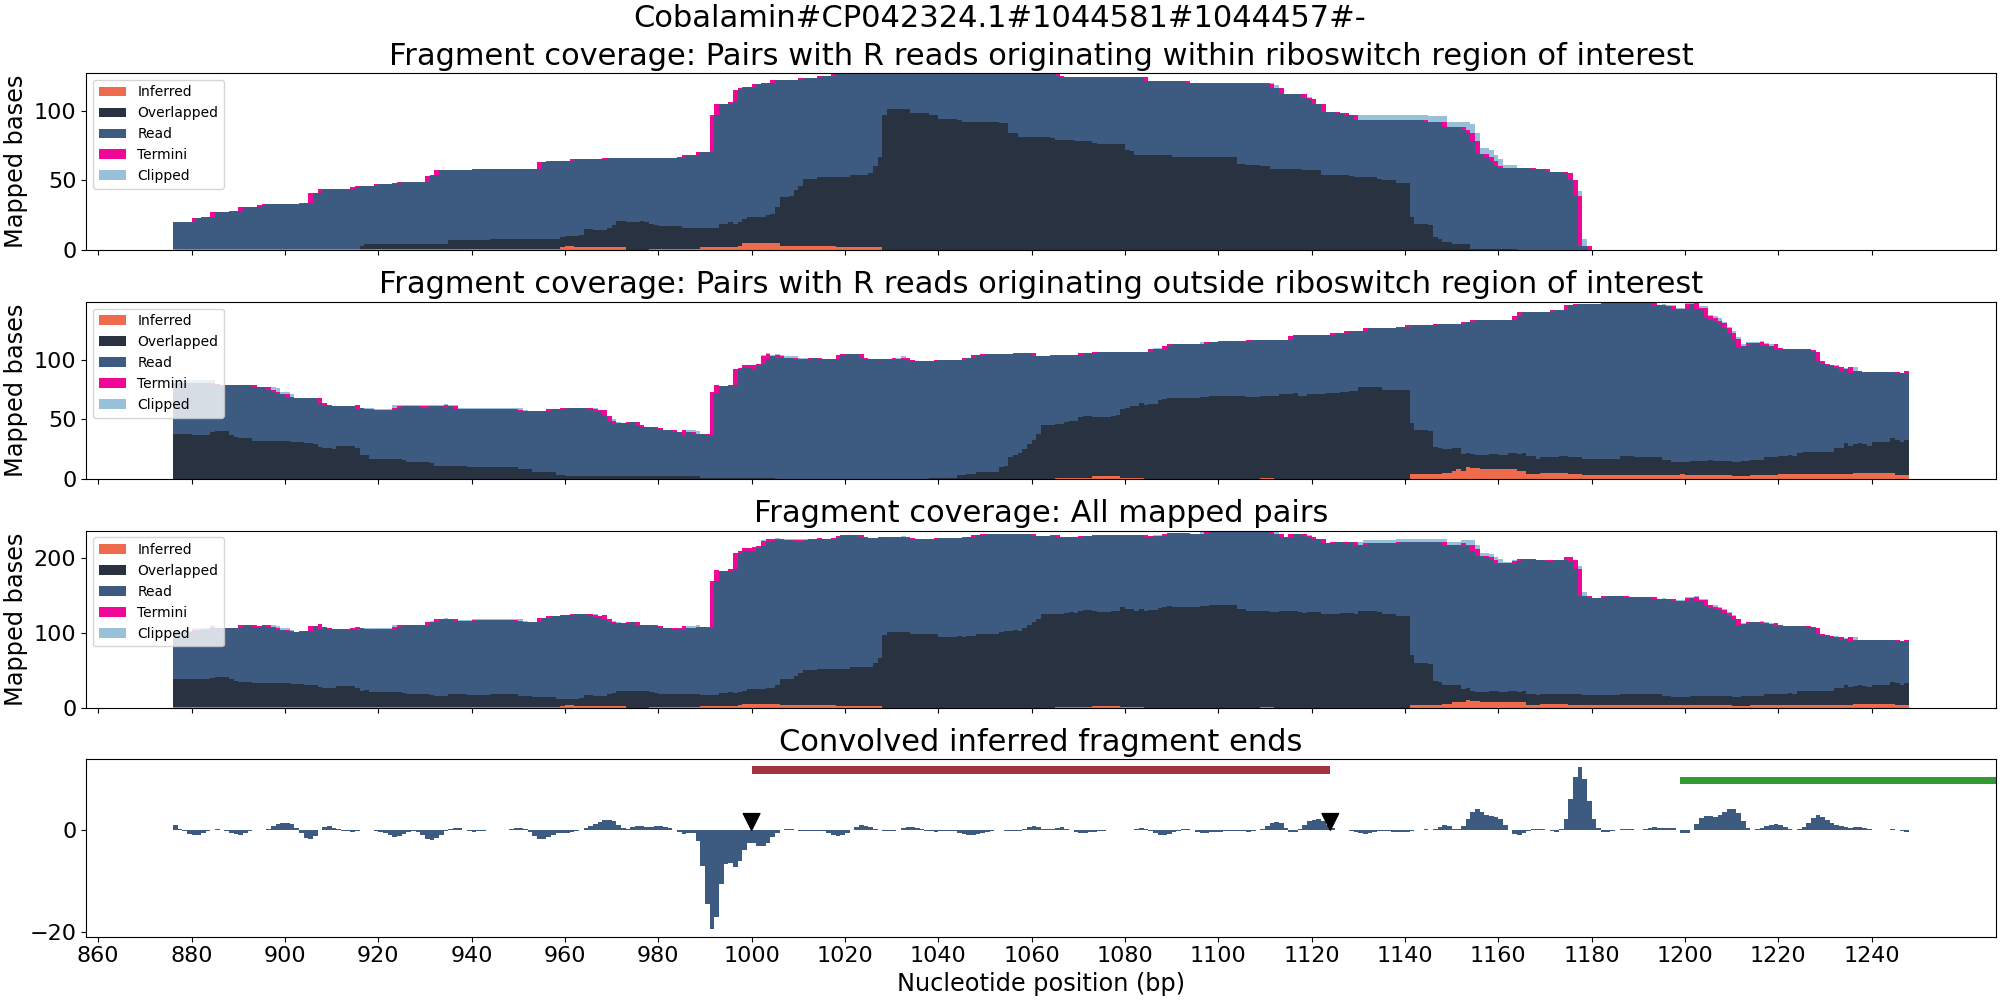 Cobalamin#CP042324.1#1044581#1044457#-
Fragment coverage: Pairs with R reads originating within riboswitch region of interest
Mapped bases
100
50
0
Inferred
Overlapped
Read
Termini
Clipped
Fragment coverage: Pairs with R reads originating outside riboswitch region of interest
Mapped bases
100
50
0
Inferred
Overlapped
Read
Termini
Clipped
Fragment coverage: All mapped pairs
Mapped bases
200
100
0
Inferred
Overlapped
Read
Termini
Clipped
Convolved inferred fragment ends
0
−20
860 880 900 920 940 960 980 1000 1020 1040 1060 1080 1100 1120 1140 1160 1180 1200 1220 1240
Nucleotide position (bp)